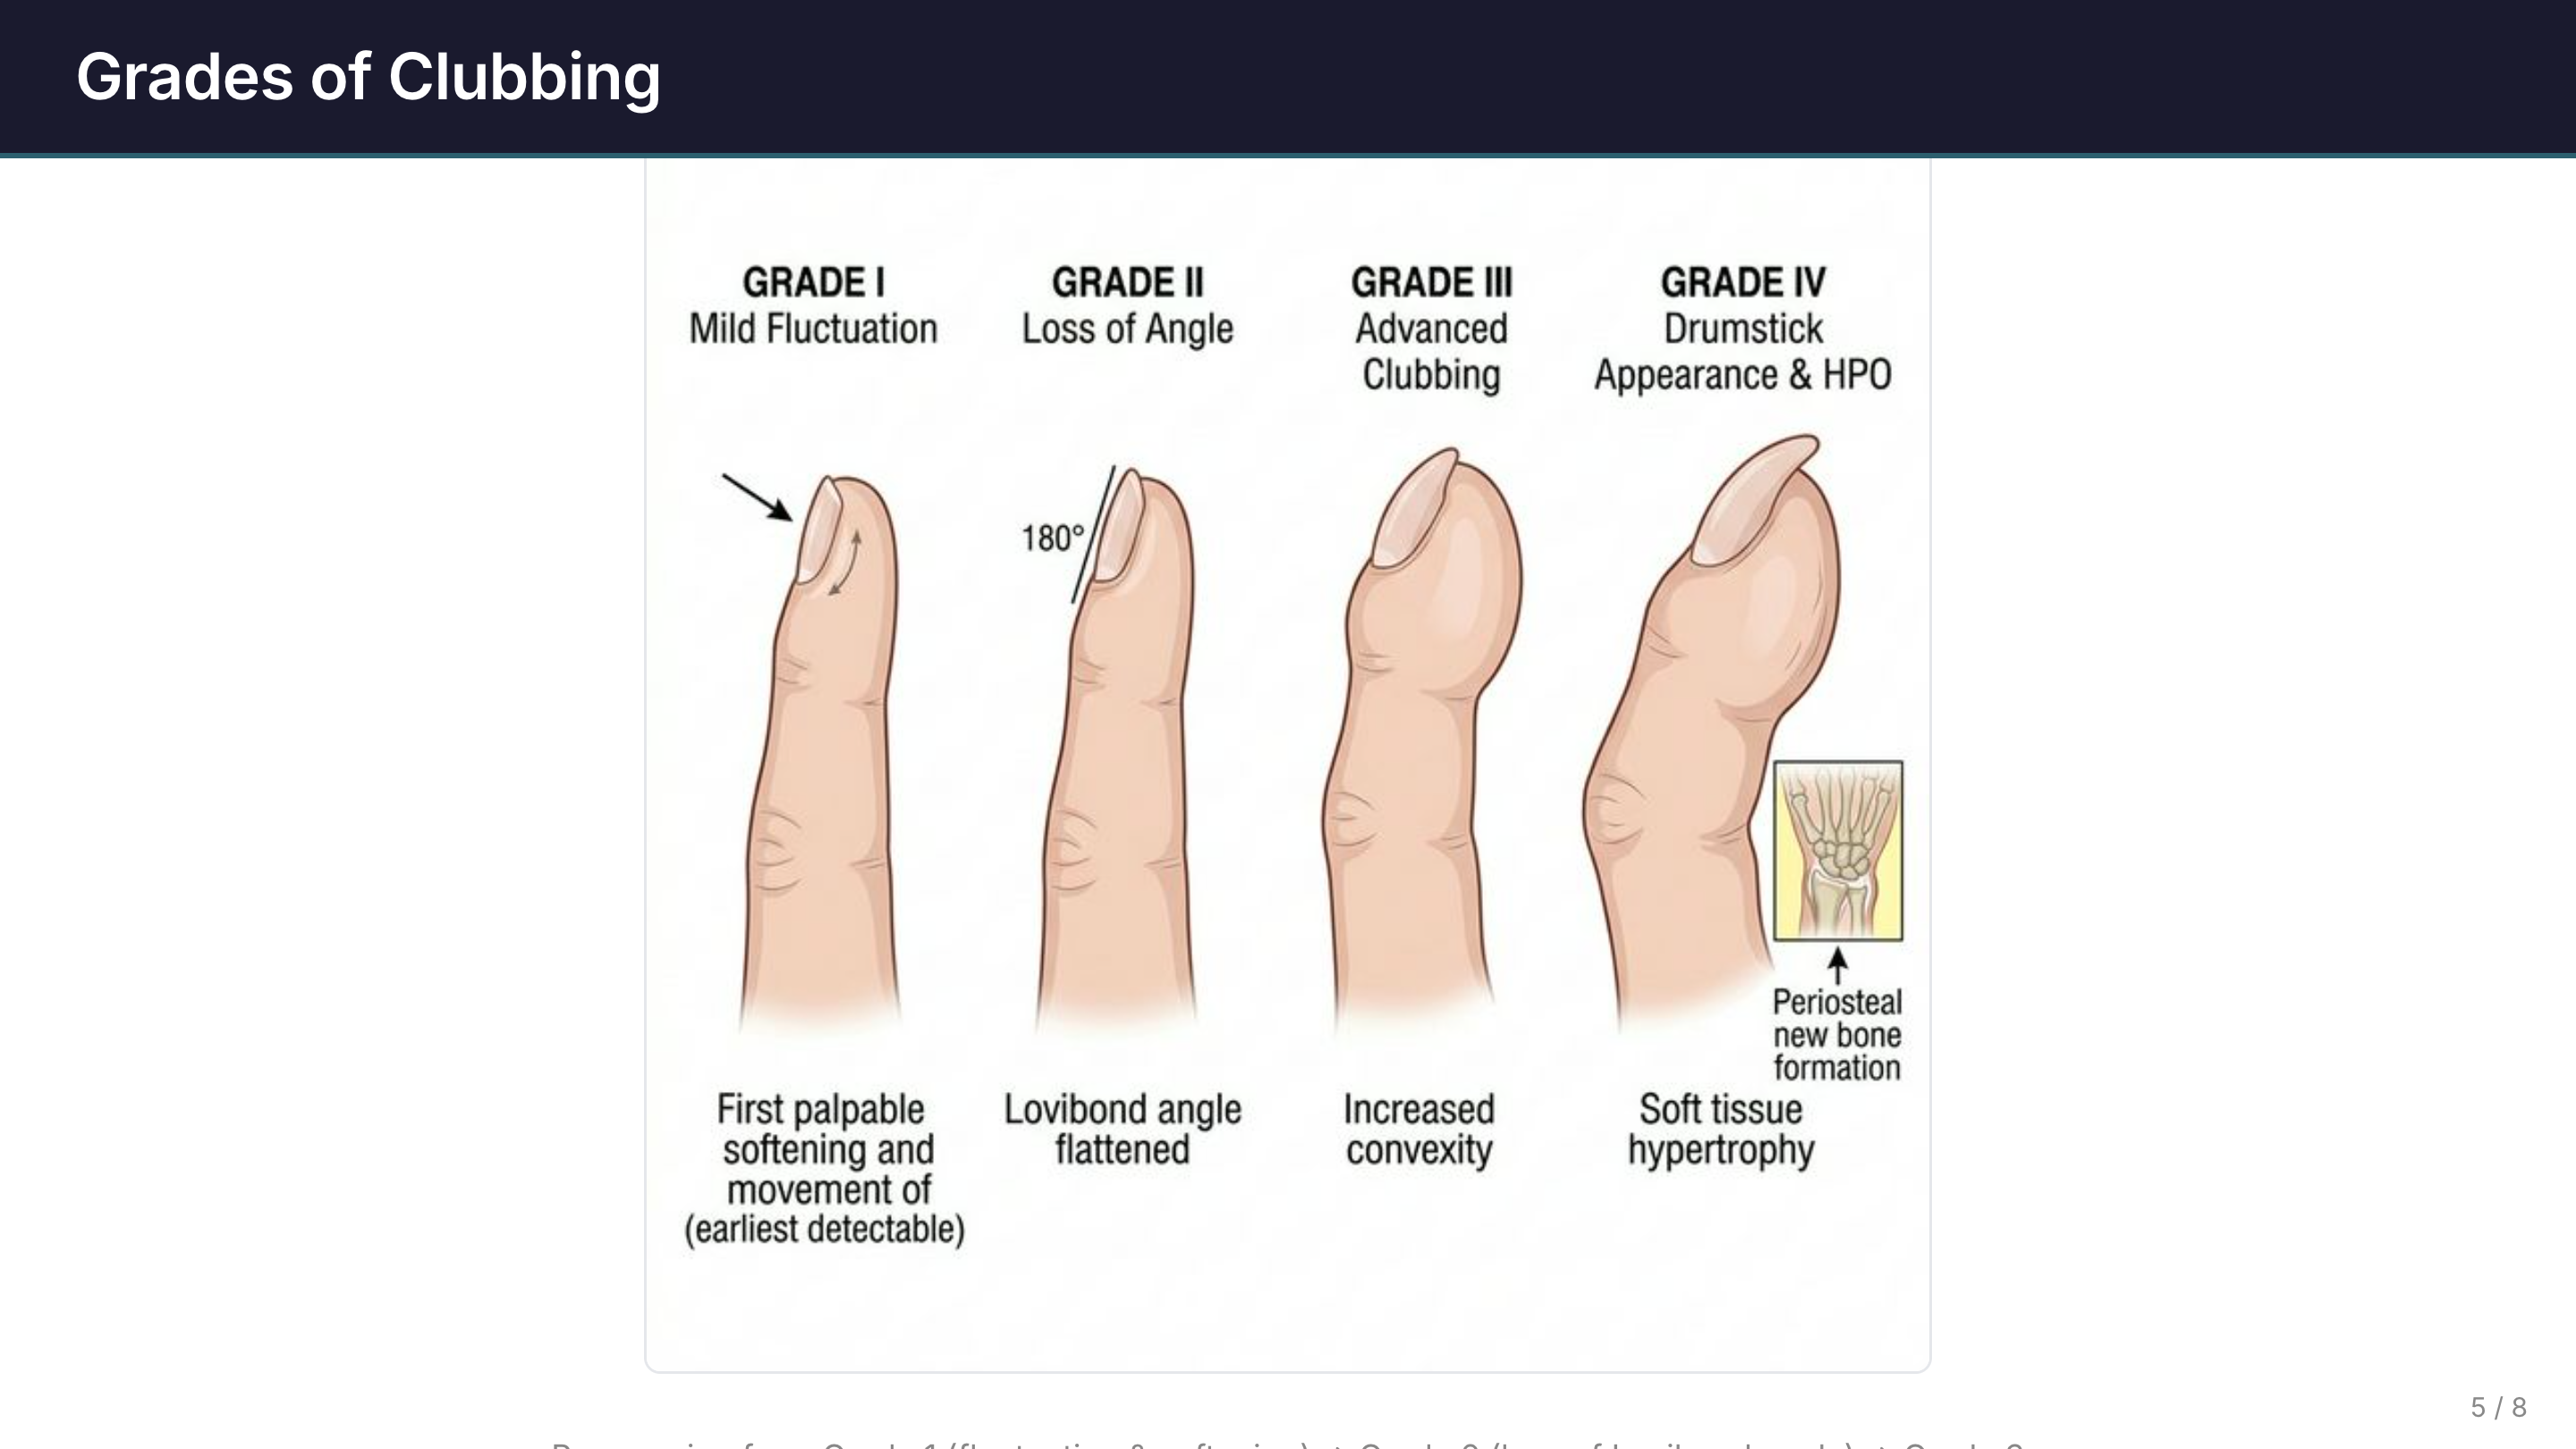 Grades of Clubbing
GRADE I
Mild Fluctuation
GRADE II
Loss of Angle
GRADE III
Advanced
Clubbing
GRADE IV
Drumstick
Appearance & HPO
180°
Periosteal
new bone
formation
First palpable
softening and
movement of
(earliest detectable)
Lovibond angle
flattened
Increased
convexity
Soft tissue
hypertrophy
5 / 8